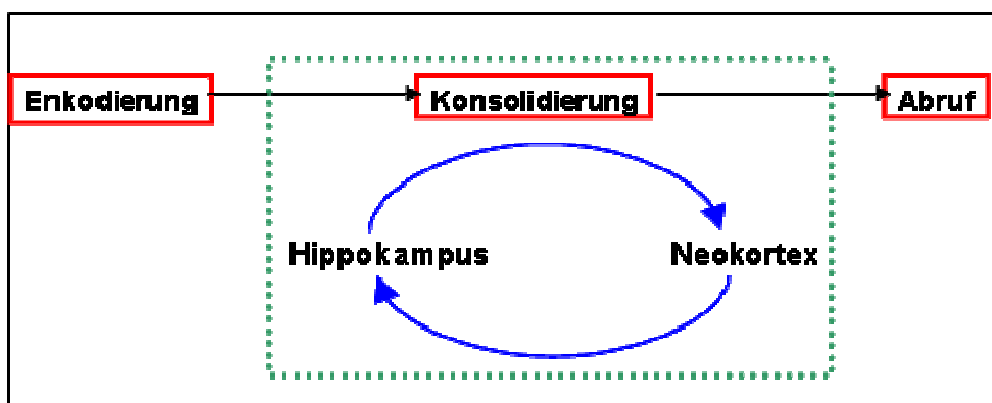 Enkodierung
Konsolidierung
Abruf
Hippokampus
Neokortex